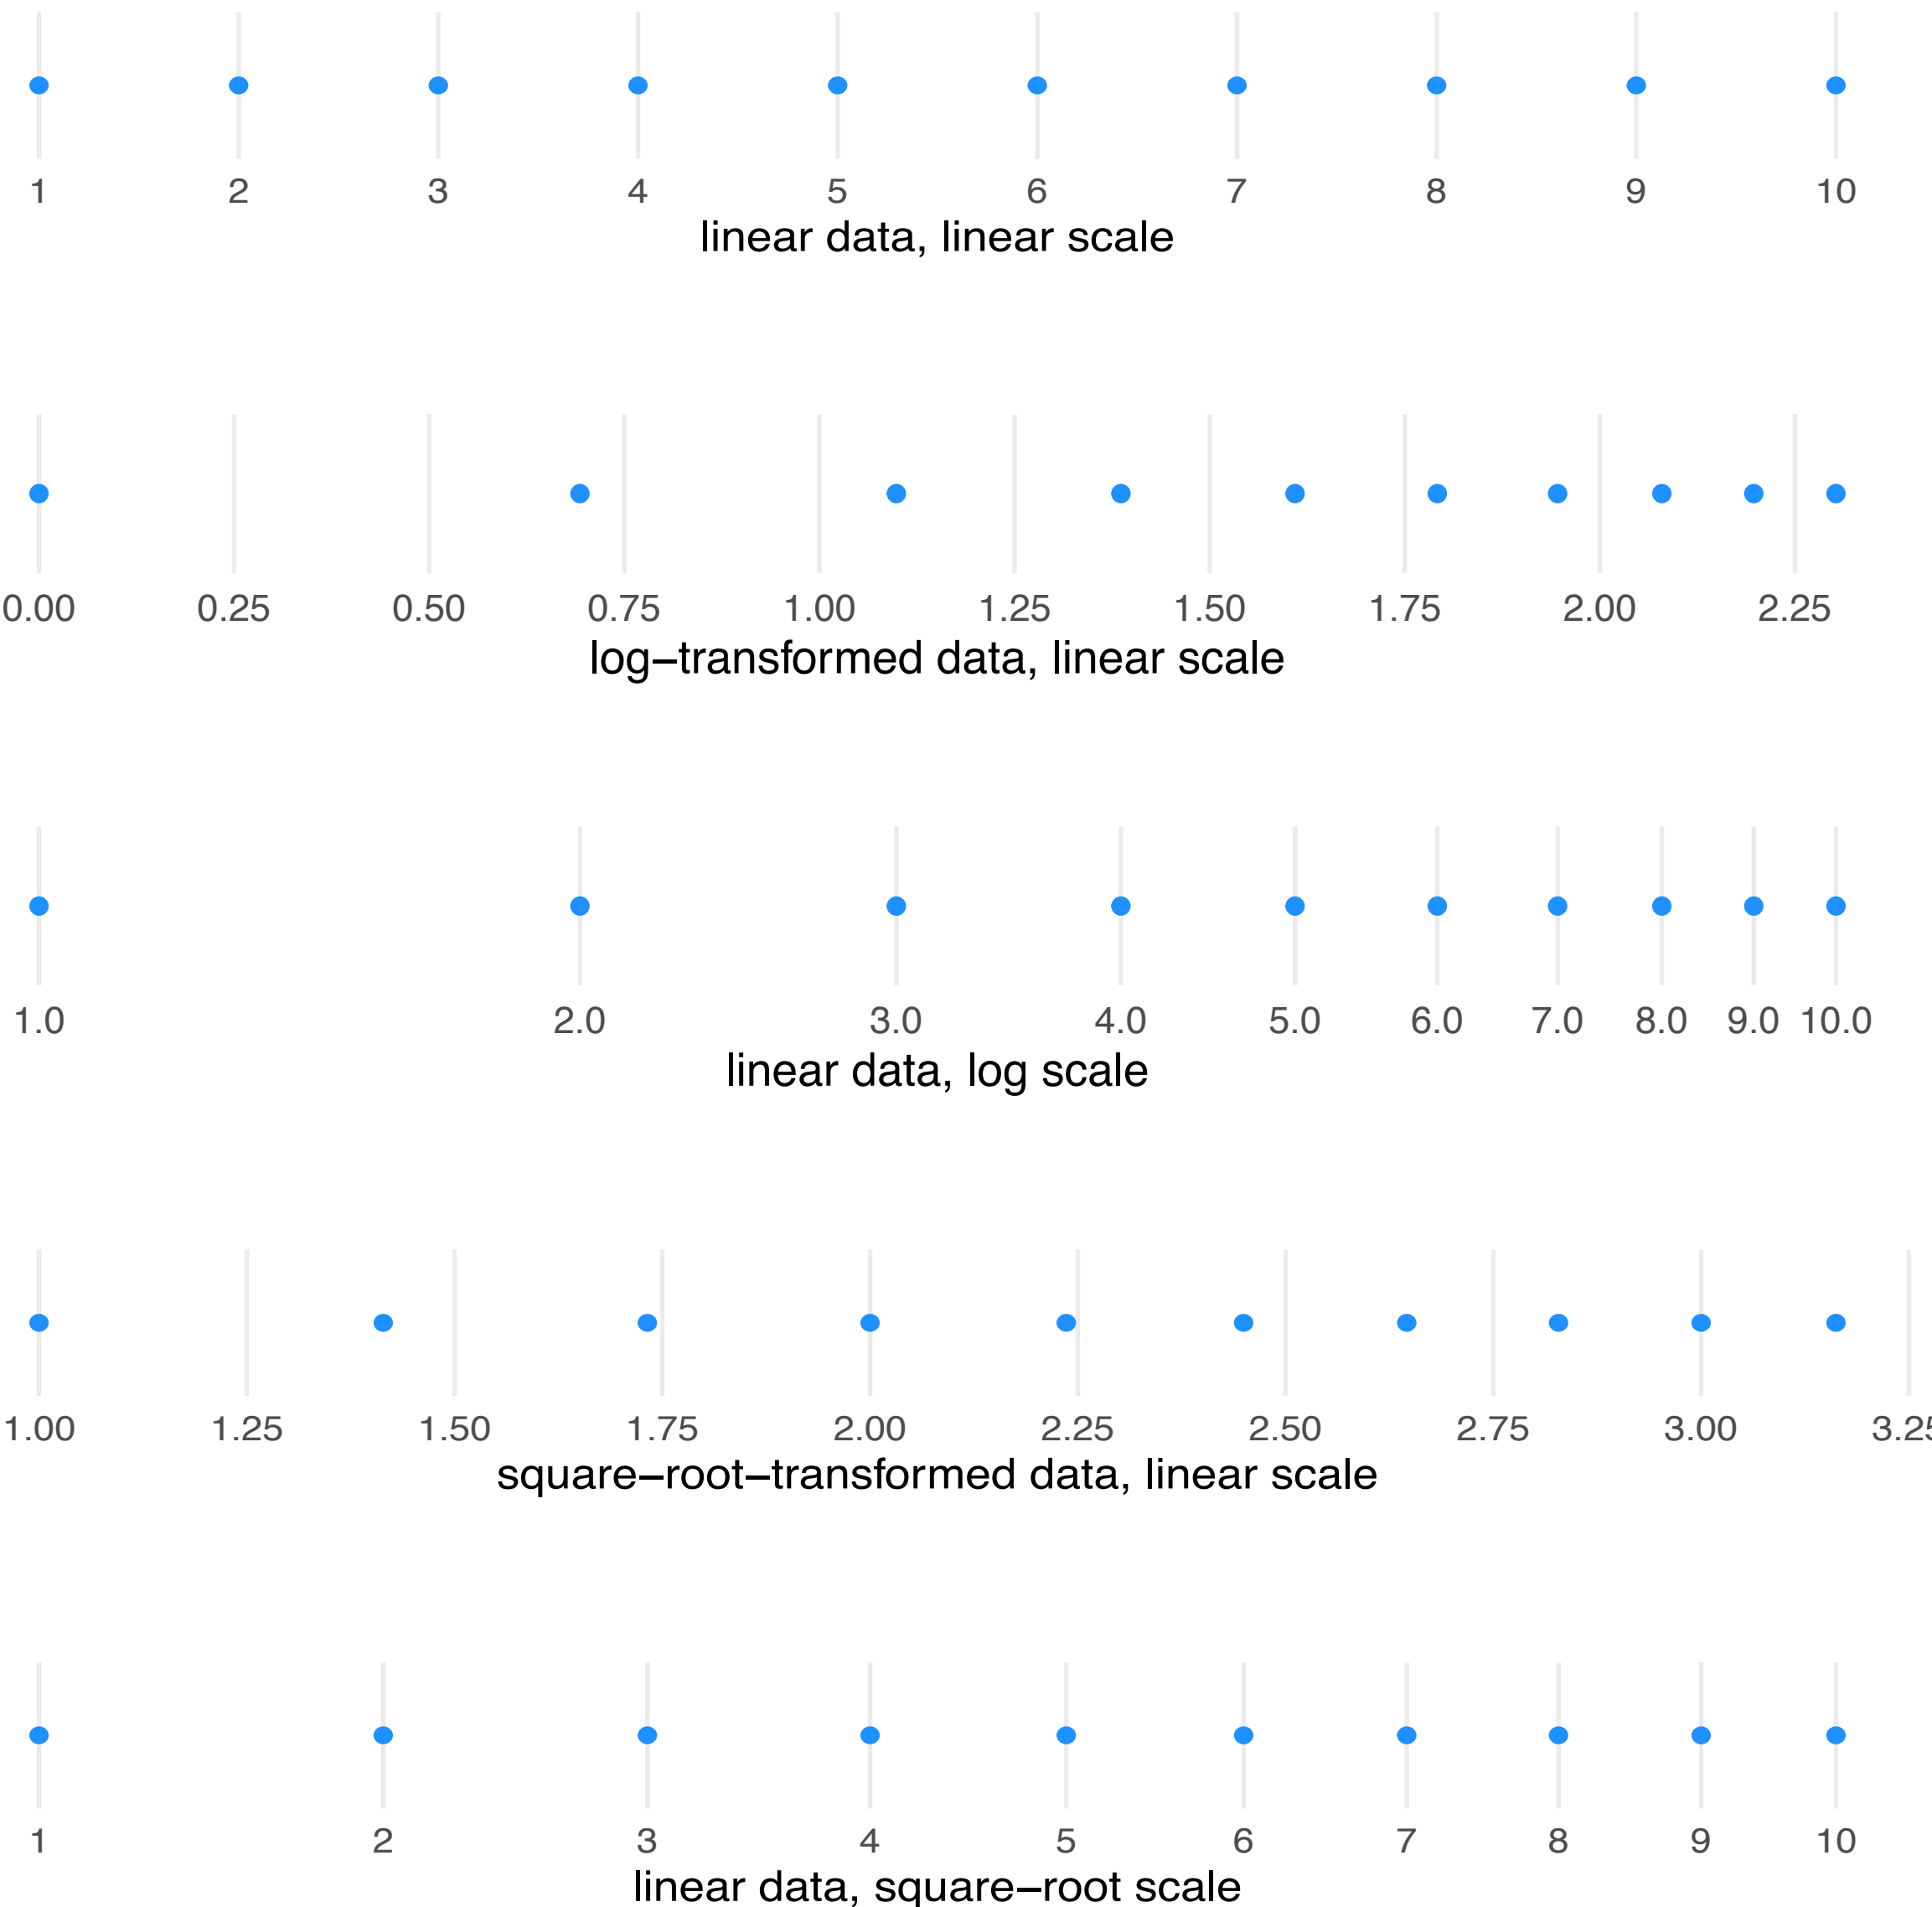 1 2 3 4 5 6 7 8 9 10
linear data, linear scale
0.00 0.25 0.50 0.75 1.00 1.25 1.50 1.75 2.00 2.25
log−transformed data, linear scale
1.0 2.0 3.0 4.0 5.0 6.0 7.0 8.0 9.0 10.0
linear data, log scale
1.00 1.25 1.50 1.75 2.00 2.25 2.50 2.75 3.00 3.25
square−root−transformed data, linear scale
1 2 3 4 5 6 7 8 9 10
linear data, square−root scale